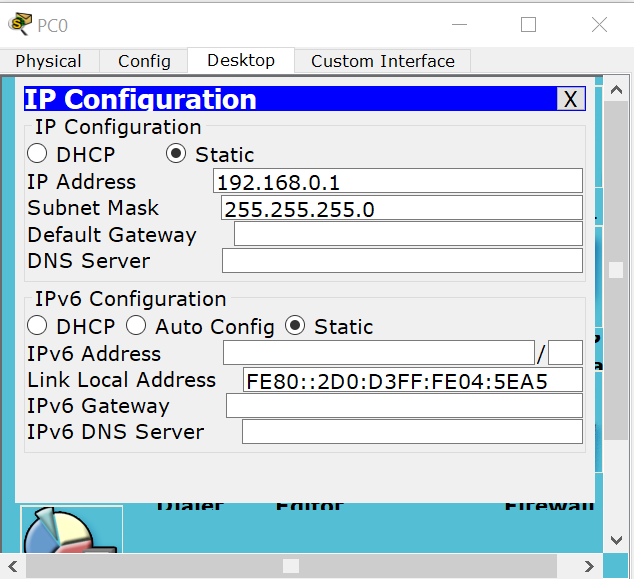 PC0
Physical Config Desktop Custom Interface
IP Configuration X
IP Configuration
DHCP Static
IP Address 192.168.0.1
Subnet Mask 255.255.255.0
Default Gateway
DNS Server
IPv6 Configuration
DHCP Auto Config Static
IPv6 Address /
Link Local Address FE80::2D0:D3FF:FE04:5EA5
IPv6 Gateway
IPv6 DNS Server
Dialer Editor Firewall